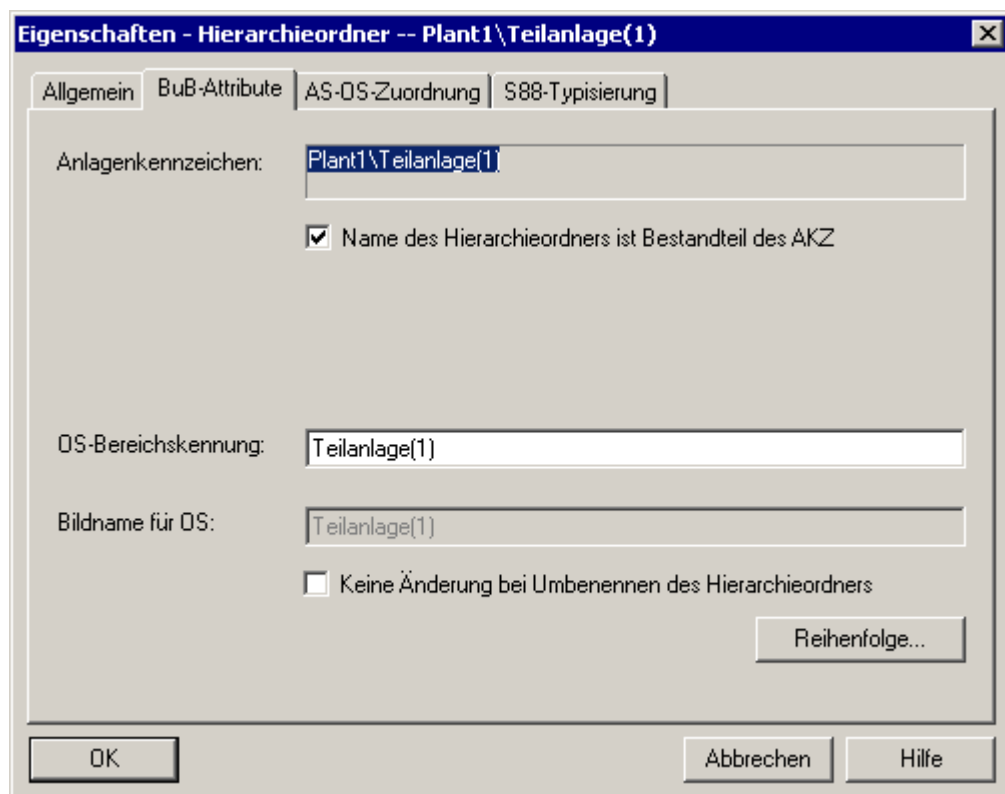 Eigenschaften - Hierarchieordner -- Plant1\Teilanlage(1)
Allgemein BuB-Attribute AS-OS-Zuordnung S88-Typisierung
Anlagenkennzeichen: Plant1\Teilanlage(1)
Name des Hierarchieordners ist Bestandteil des AKZ
OS-Bereichskennung: Teilanlage(1)
Bildname für OS: Teilanlage(1)
Keine Änderung bei Umbenennen des Hierarchieordners
Reihenfolge...
OK Abbrechen Hilfe